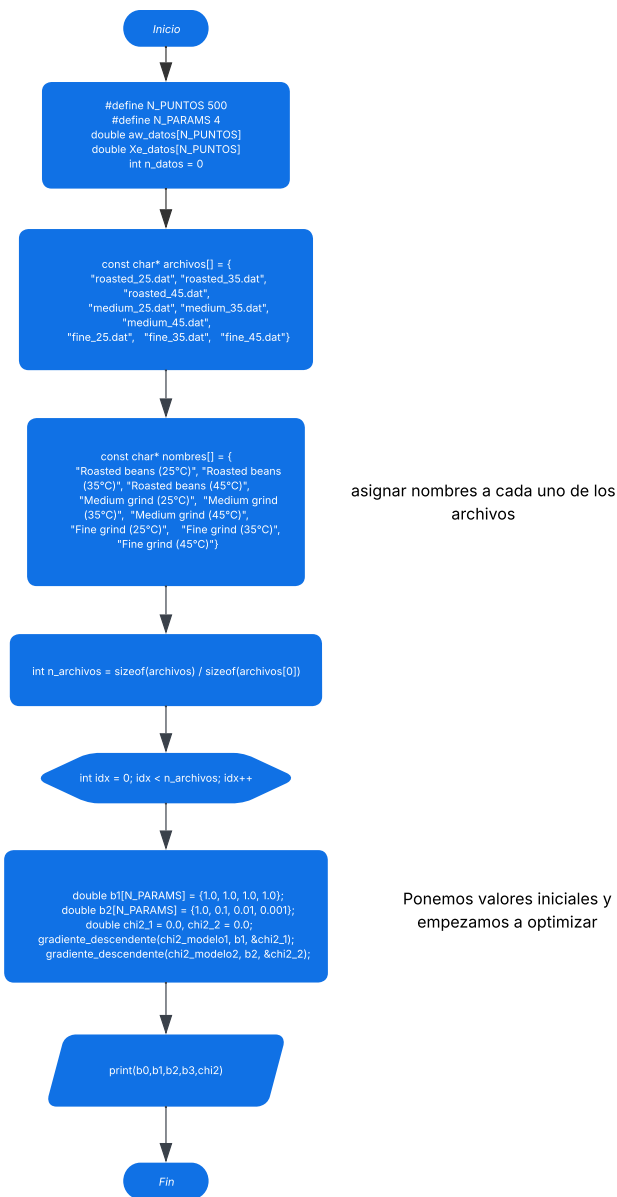 Inicio
#define N_PUNTOS 500
#define N_PARAMS 4
double aw_datos[N_PUNTOS]
double Xe_datos[N_PUNTOS]
int n_datos = 0
const char* archivos[] = {
"roasted_25.dat", "roasted_35.dat",
"roasted_45.dat",
"medium_25.dat", "medium_35.dat",
"medium_45.dat",
"fine_25.dat",   "fine_35.dat",   "fine_45.dat"}
const char* nombres[] = {
"Roasted beans (25°C)", "Roasted beans
(35°C)", "Roasted beans (45°C)",
"Medium grind (25°C)",  "Medium grind
(35°C)",  "Medium grind (45°C)",
"Fine grind (25°C)",    "Fine grind (35°C)",
"Fine grind (45°C)"}
asignar nombres a cada uno de los
archivos
int n_archivos = sizeof(archivos) / sizeof(archivos[0])
int idx = 0; idx < n_archivos; idx++
double b1[N_PARAMS] = {1.0, 1.0, 1.0, 1.0};
double b2[N_PARAMS] = {1.0, 0.1, 0.01, 0.001};
double chi2_1 = 0.0, chi2_2 = 0.0;
gradiente_descendente(chi2_modelo1, b1, &chi2_1);
gradiente_descendente(chi2_modelo2, b2, &chi2_2);
Ponemos valores iniciales y
empezamos a optimizar
print(b0,b1,b2,b3,chi2)
Fin